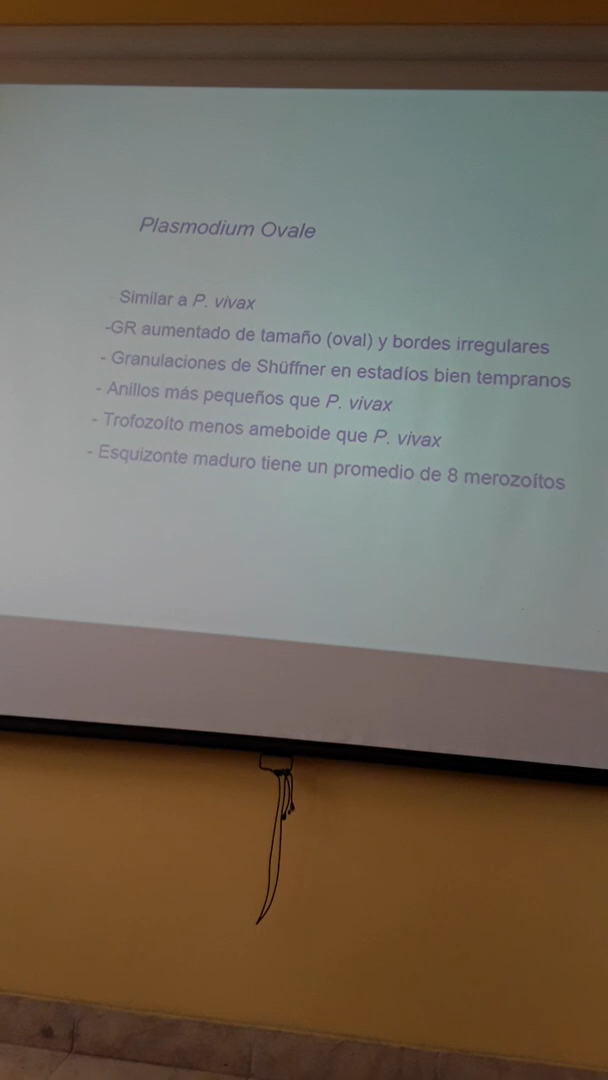 Plasmodium Ovale
Similar a P. vivax
-GR aumentado de tamaño (oval) y bordes irregulares
- Granulaciones de Shüffner en estadíos bien tempranos
- Anillos más pequeños que P. vivax
- Trofozoíto menos ameboide que P. vivax
- Esquizonte maduro tiene un promedio de 8 merozoítos